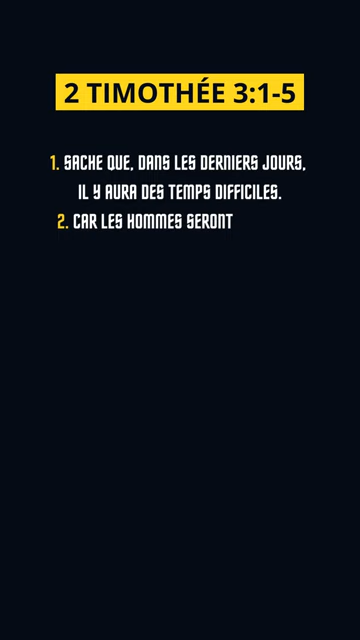 2 TIMOTHÉE 3:1-5
1. SACHE QUE, DANS LES DERNIERS JOURS,
IL Y AURA DES TEMPS DIFFICILES.
2. CAR LES HOMMES SERONT